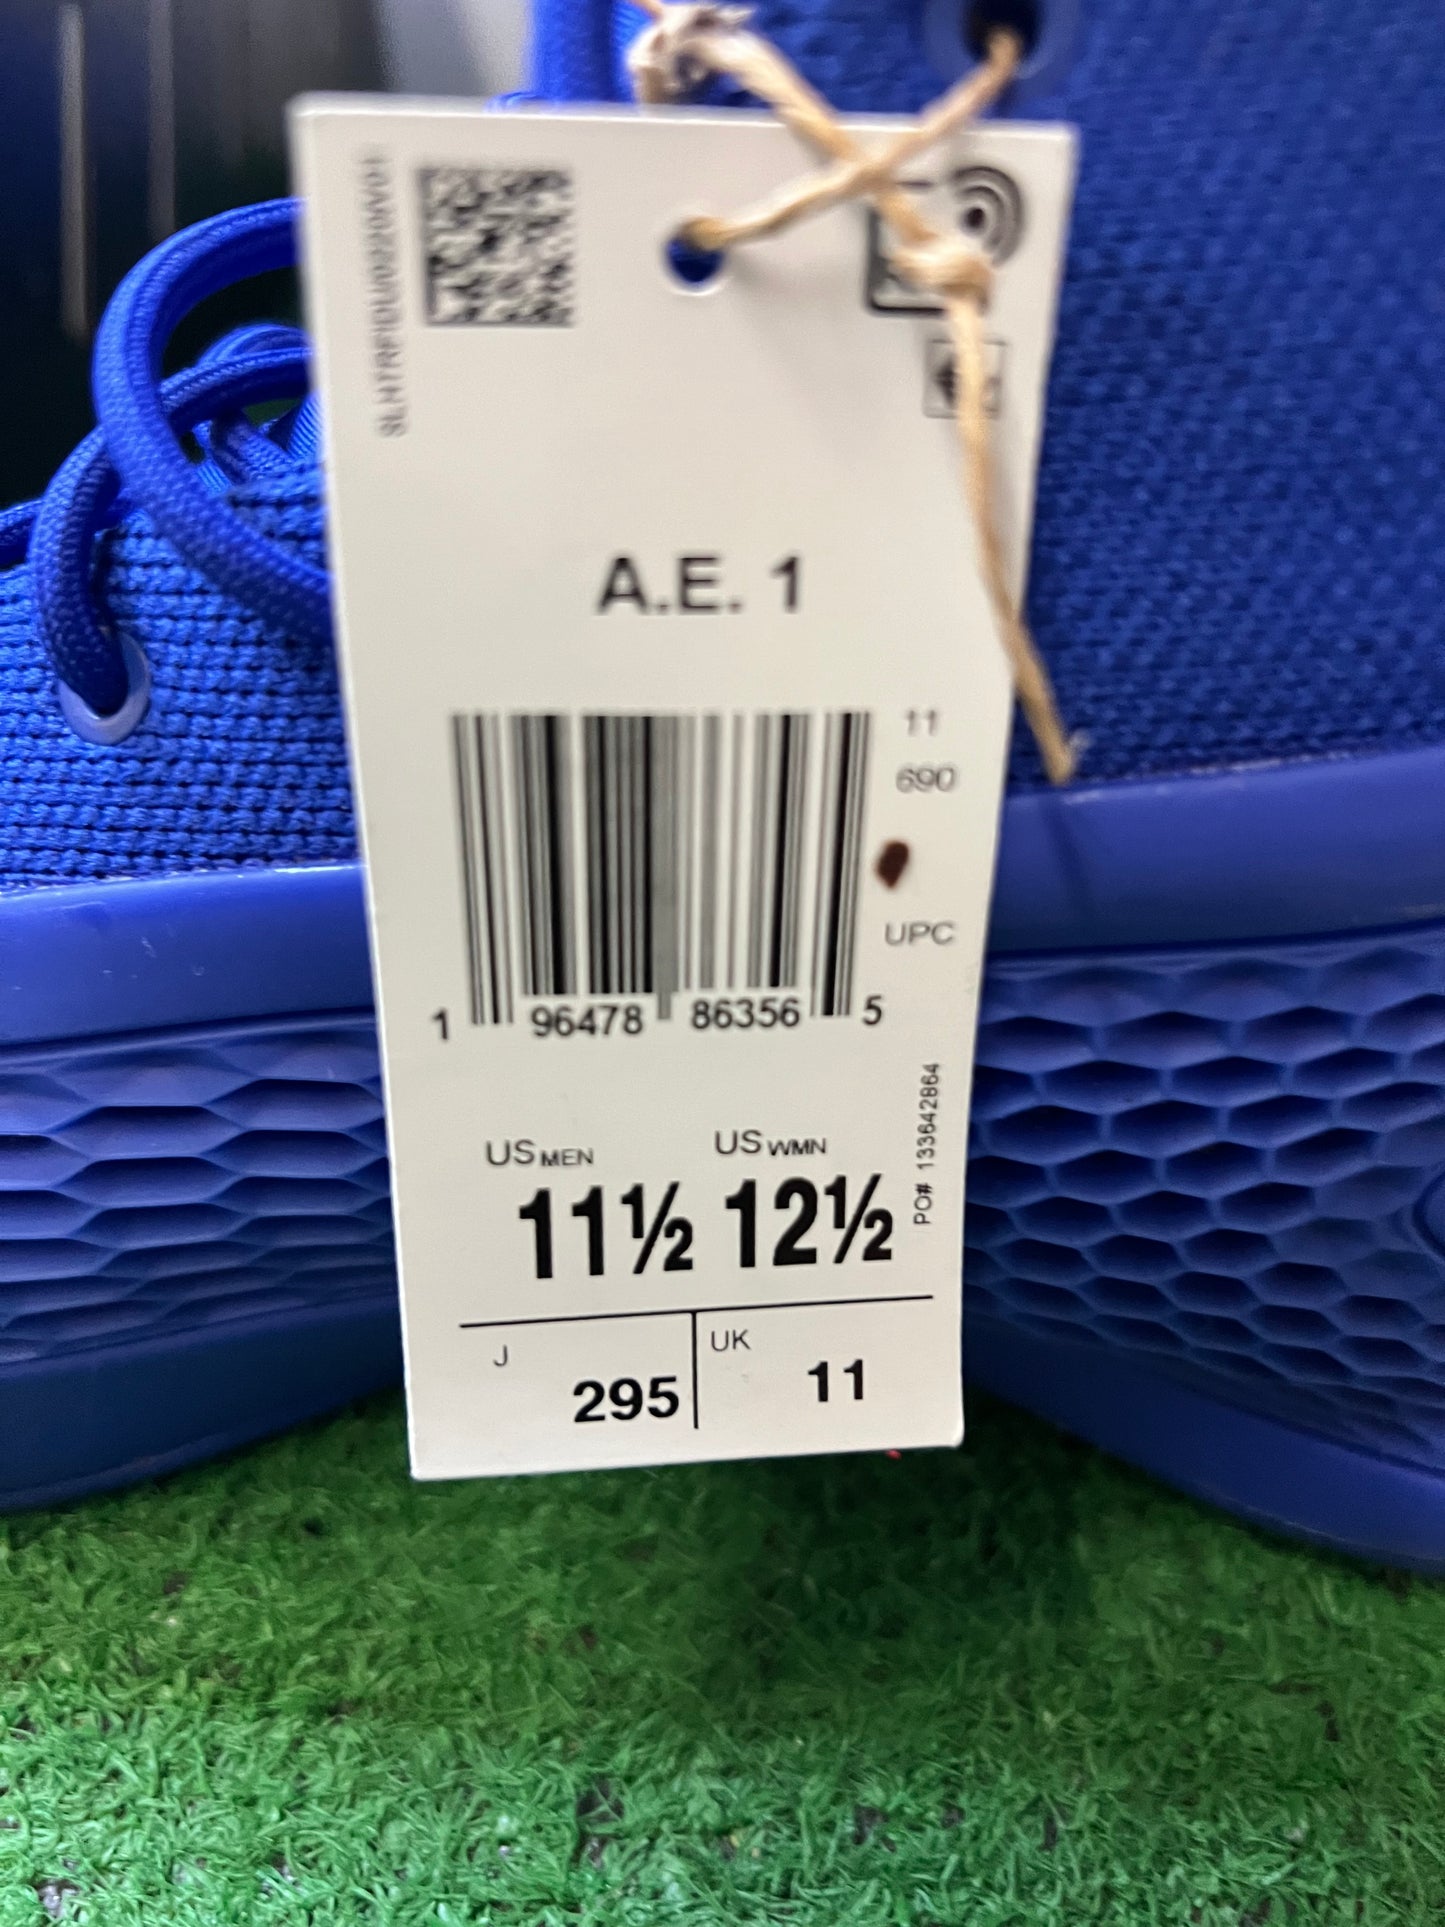 A.E. 1
11
690
UPC
1 96478 86356 5
PO# 133642864
US MEN US WMN
11½ 12½
J 295 UK 11